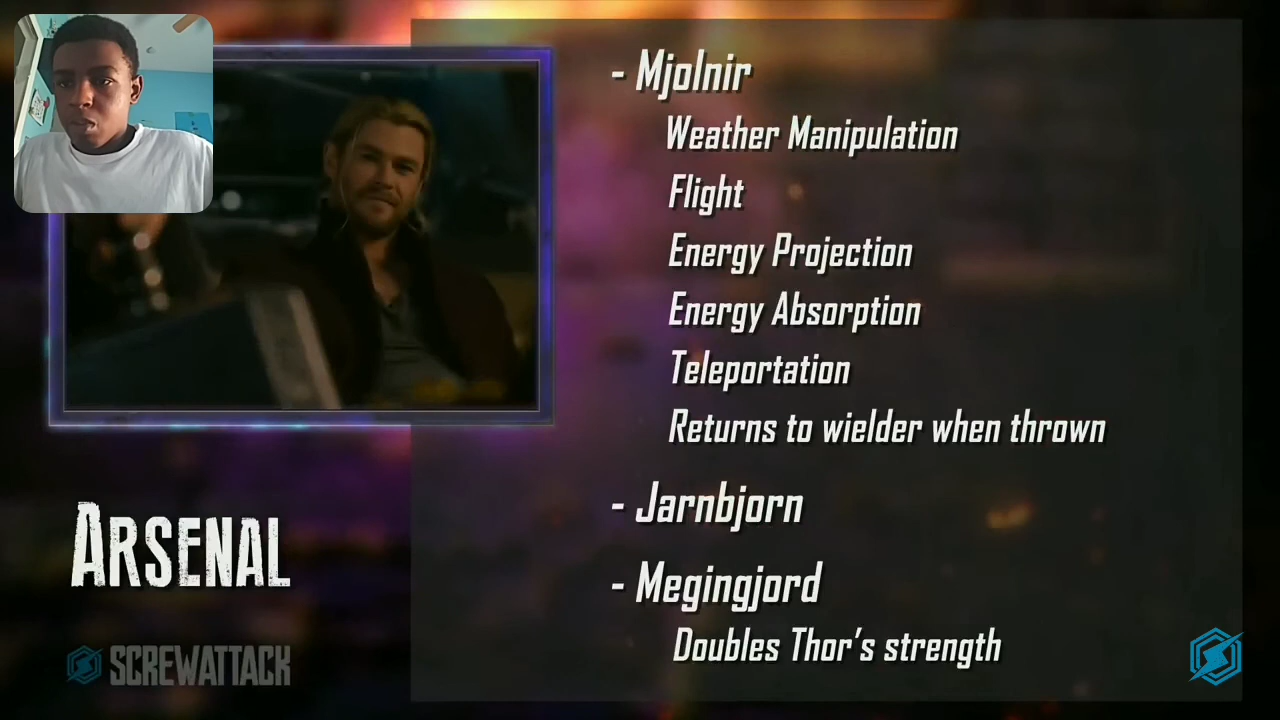 - Mjolnir
Weather Manipulation
Flight
Energy Projection
Energy Absorption
Teleportation
Returns to wielder when thrown
- Jarnbjorn
- Megingjord
Doubles Thor's strength
ARSENAL
SCREWATTACK